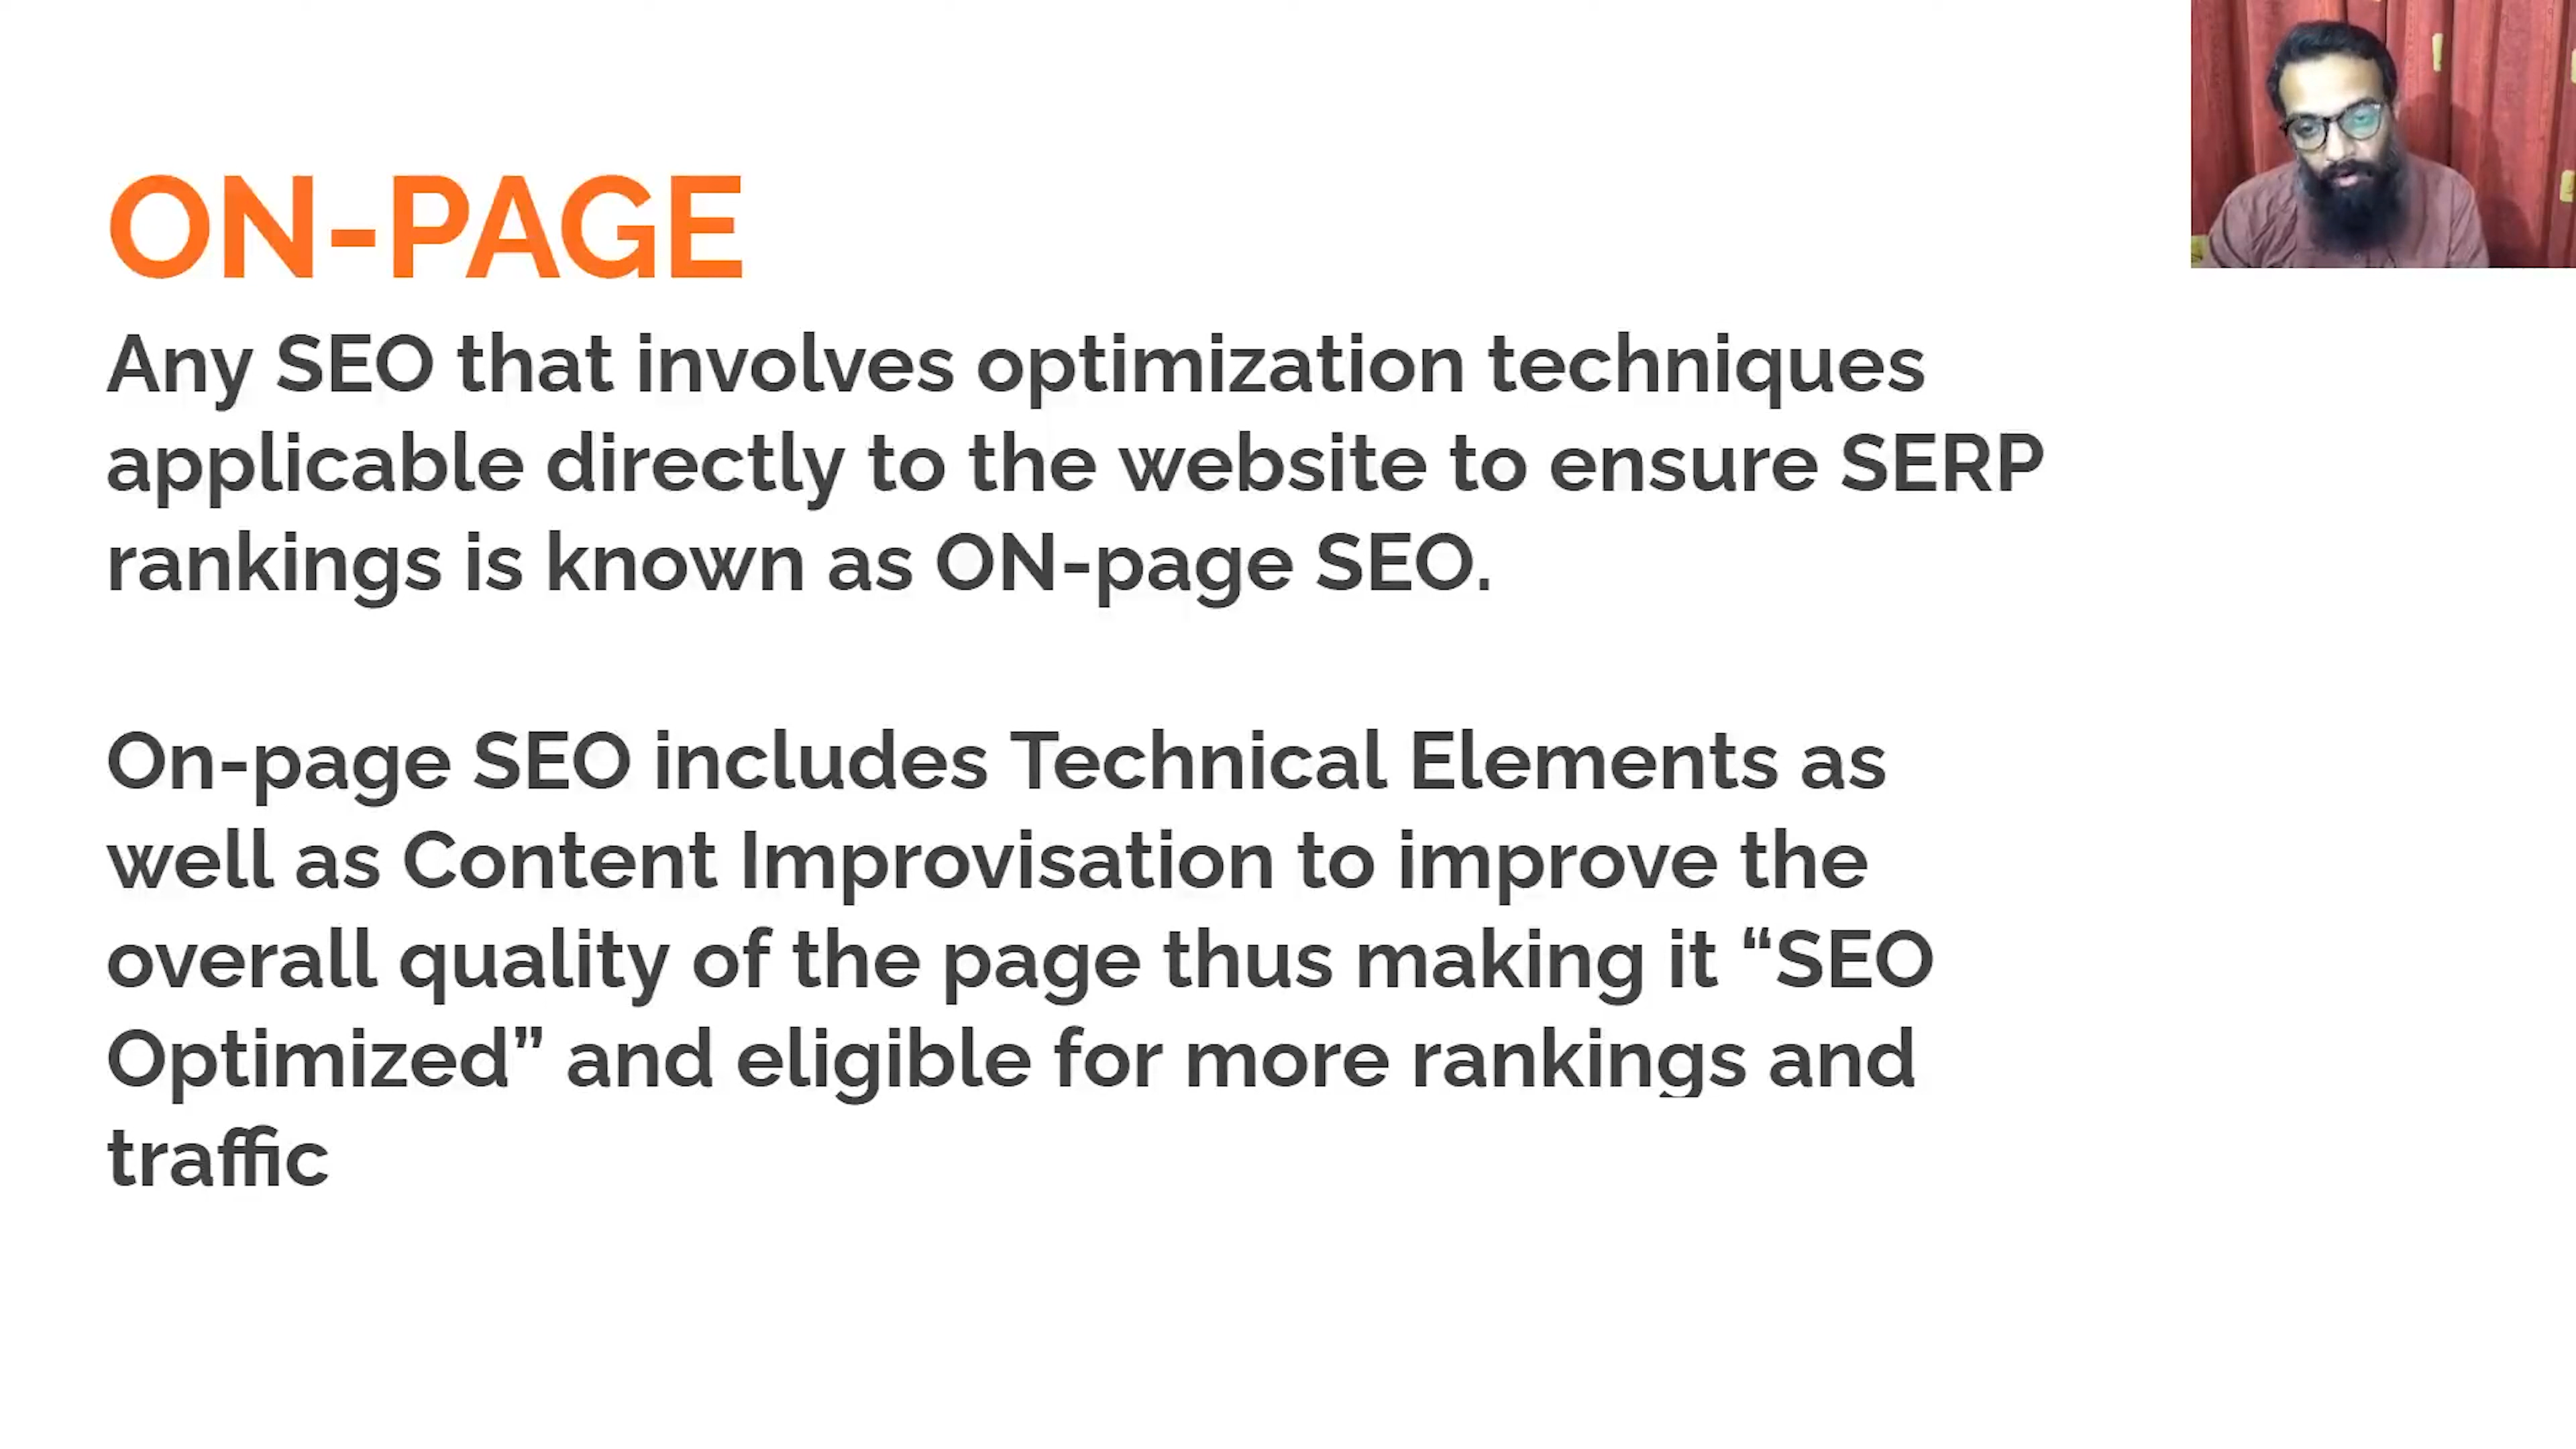 ON-PAGE
Any SEO that involves optimization techniques
applicable directly to the website to ensure SERP
rankings is known as ON-page SEO.
On-page SEO includes Technical Elements as
well as Content Improvisation to improve the
overall quality of the page thus making it “SEO
Optimized” and eligible for more rankings and
traffic